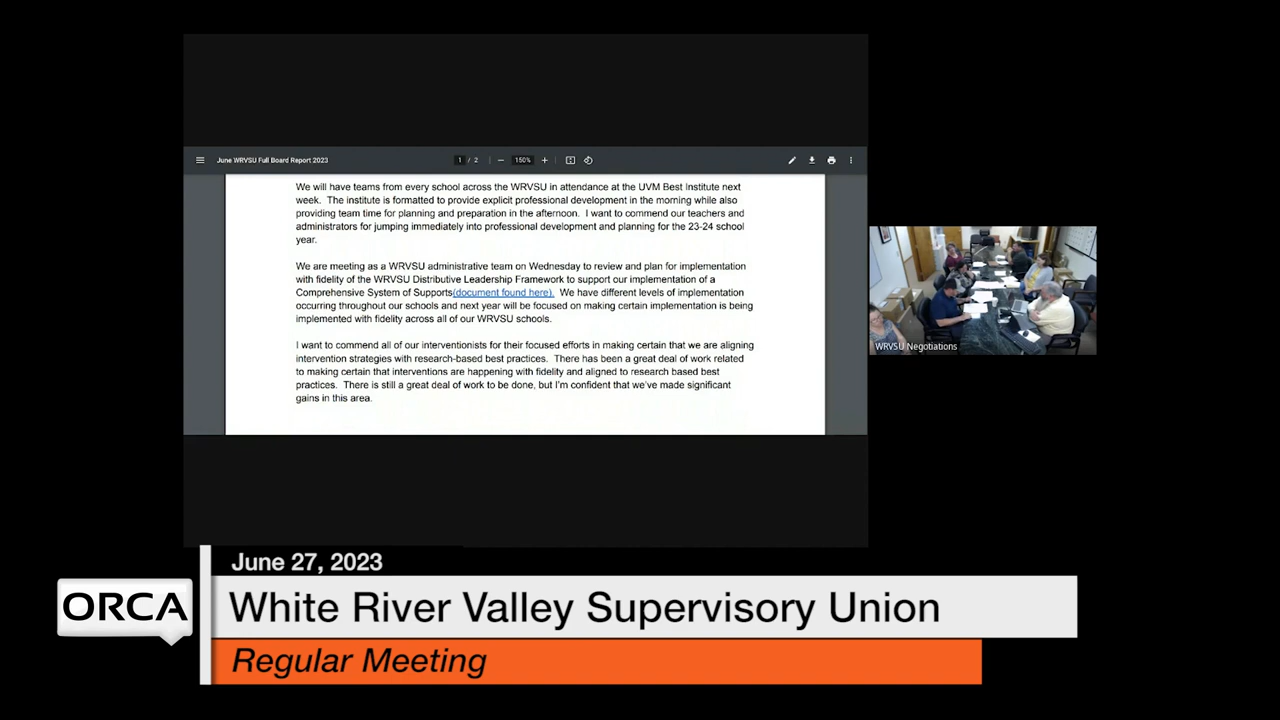 June WRVSU Full Board Report 2023
1 / 2
150%
We will have teams from every school across the WRVSU in attendance at the UVM Best Institute next
week. The institute is formatted to provide explicit professional development in the morning while also
providing team time for planning and preparation in the afternoon. I want to commend our teachers and
administrators for jumping immediately into professional development and planning for the 23-24 school
year.
We are meeting as a WRVSU administrative team on Wednesday to review and plan for implementation
with fidelity of the WRVSU Distributive Leadership Framework to support our implementation of a
Comprehensive System of Supports(document found here). We have different levels of implementation
occurring throughout our schools and next year will be focused on making certain implementation is being
implemented with fidelity across all of our WRVSU schools.
I want to commend all of our interventionists for their focused efforts in making certain that we are aligning
intervention strategies with research-based best practices. There has been a great deal of work related
to making certain that interventions are happening with fidelity and aligned to research based best
practices. There is still a great deal of work to be done, but I'm confident that we've made significant
gains in this area.
WRVSU Negotiations
June 27, 2023
ORCA
White River Valley Supervisory Union
Regular Meeting